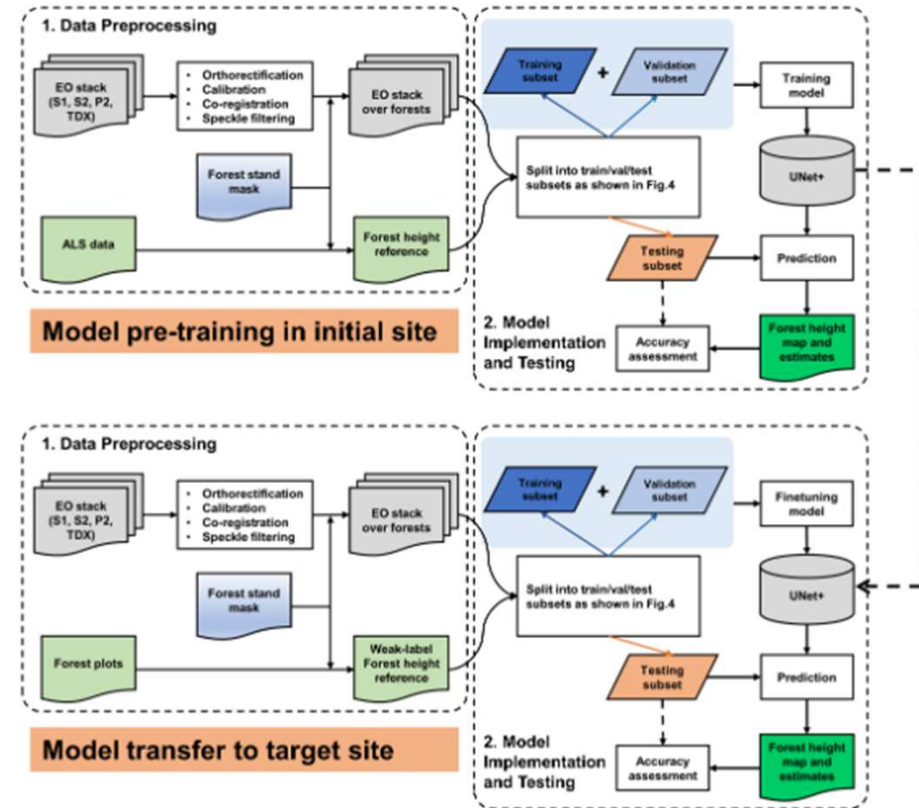 1. Data Preprocessing
EO stack
(S1, S2, P2,
TDX)
• Orthorectification
• Calibration
• Co-registration
• Speckle filtering
EO stack
over forests
Forest stand
mask
ALS data
Forest height
reference
Model pre-training in initial site
Training
subset
+
Validation
subset
Training
model
Split into train/val/test
subsets as shown in Fig.4
UNet+
Testing
subset
Prediction
2. Model
Implementation
and Testing
Accuracy
assessment
Forest height
map and
estimates
1. Data Preprocessing
EO stack
(S1, S2, P2,
TDX)
• Orthorectification
• Calibration
• Co-registration
• Speckle filtering
EO stack
over forests
Forest stand
mask
Forest plots
Weak-label
Forest height
reference
Model transfer to target site
Training
subset
+
Validation
subset
Finetuning
model
Split into train/val/test
subsets as shown in Fig.4
UNet+
Testing
subset
Prediction
2. Model
Implementation
and Testing
Accuracy
assessment
Forest height
map and
estimates